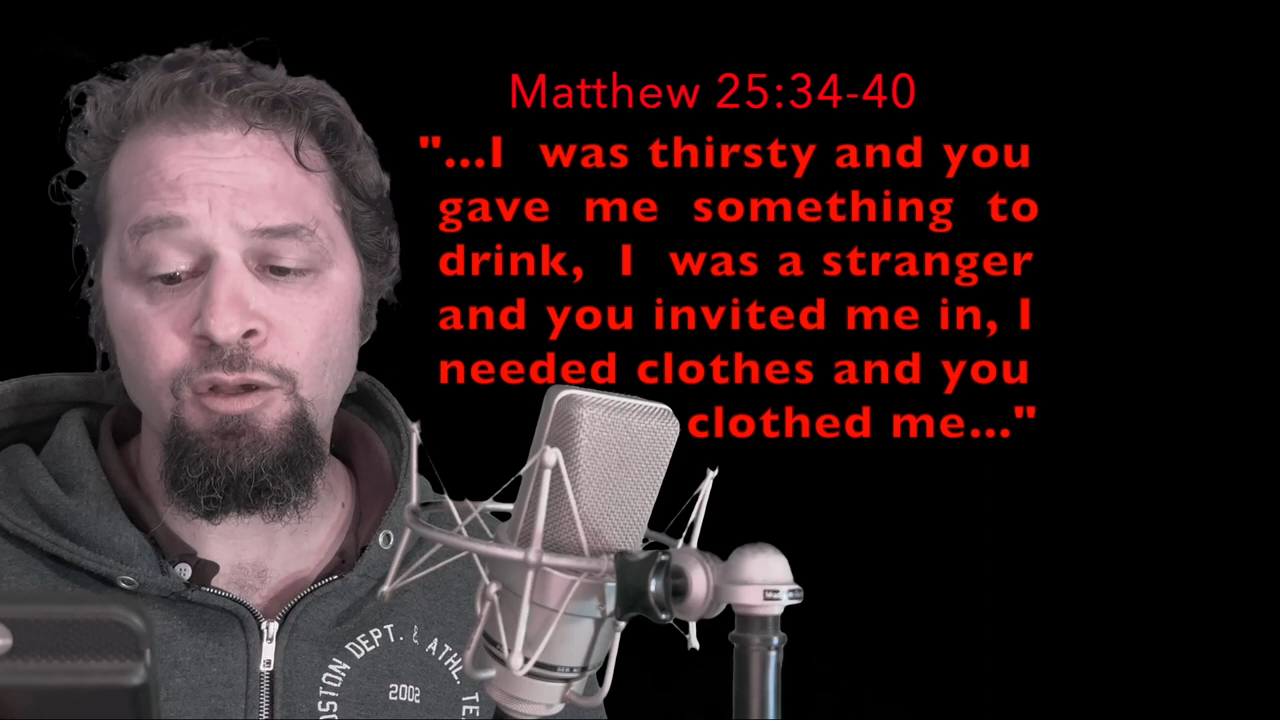 Matthew 25:34-40
"...I was thirsty and you
gave me something to
drink, I was a stranger
and you invited me in, I
needed clothes and you
clothed me..."
DEPT. & ATHL.
2002